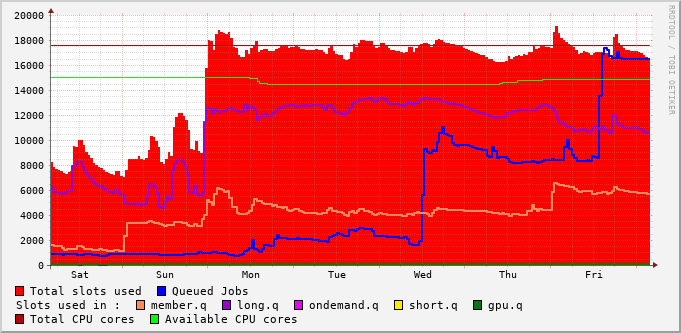 20000
18000
16000
14000
12000
10000
8000
6000
4000
2000
0
Sat Sun Mon Tue Wed Thu Fri
RRDTOOL / TOBI OETIKER
Total slots used Queued Jobs
Slots used in : member.q long.q ondemand.q short.q gpu.q
Total CPU cores Available CPU cores